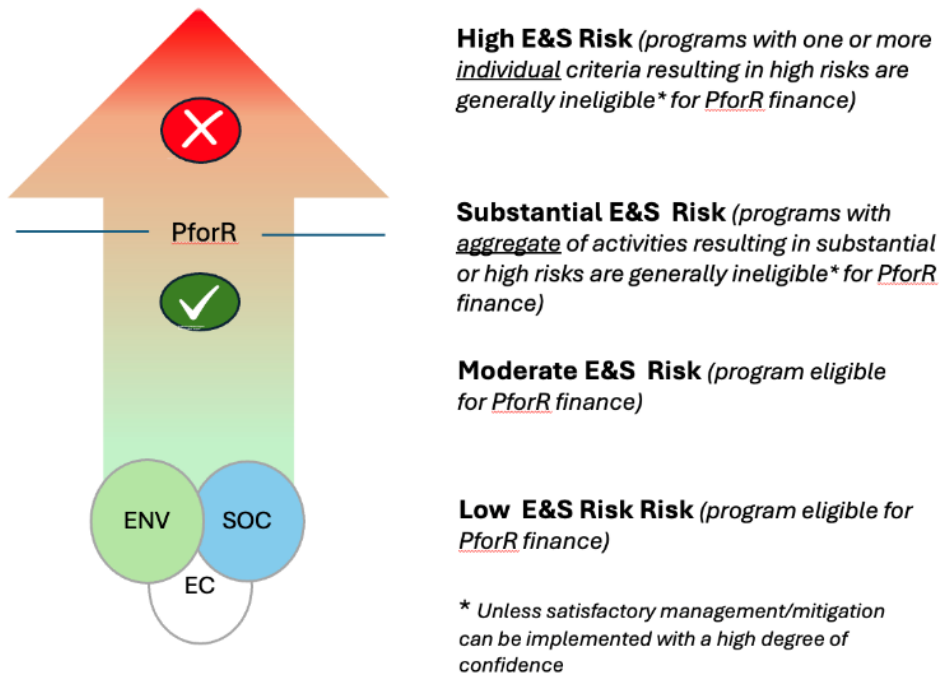 High E&S Risk (programs with one or more
individual criteria resulting in high risks are
generally ineligible* for PforR finance)
PforR
Substantial E&S  Risk (programs with
aggregate of activities resulting in substantial
or high risks are generally ineligible* for PforR
finance)
Moderate E&S  Risk (program eligible
for PforR finance)
ENV
SOC
EC
Low  E&S Risk Risk (program eligible for
PforR finance)
* Unless satisfactory management/mitigation
can be implemented with a high degree of
confidence